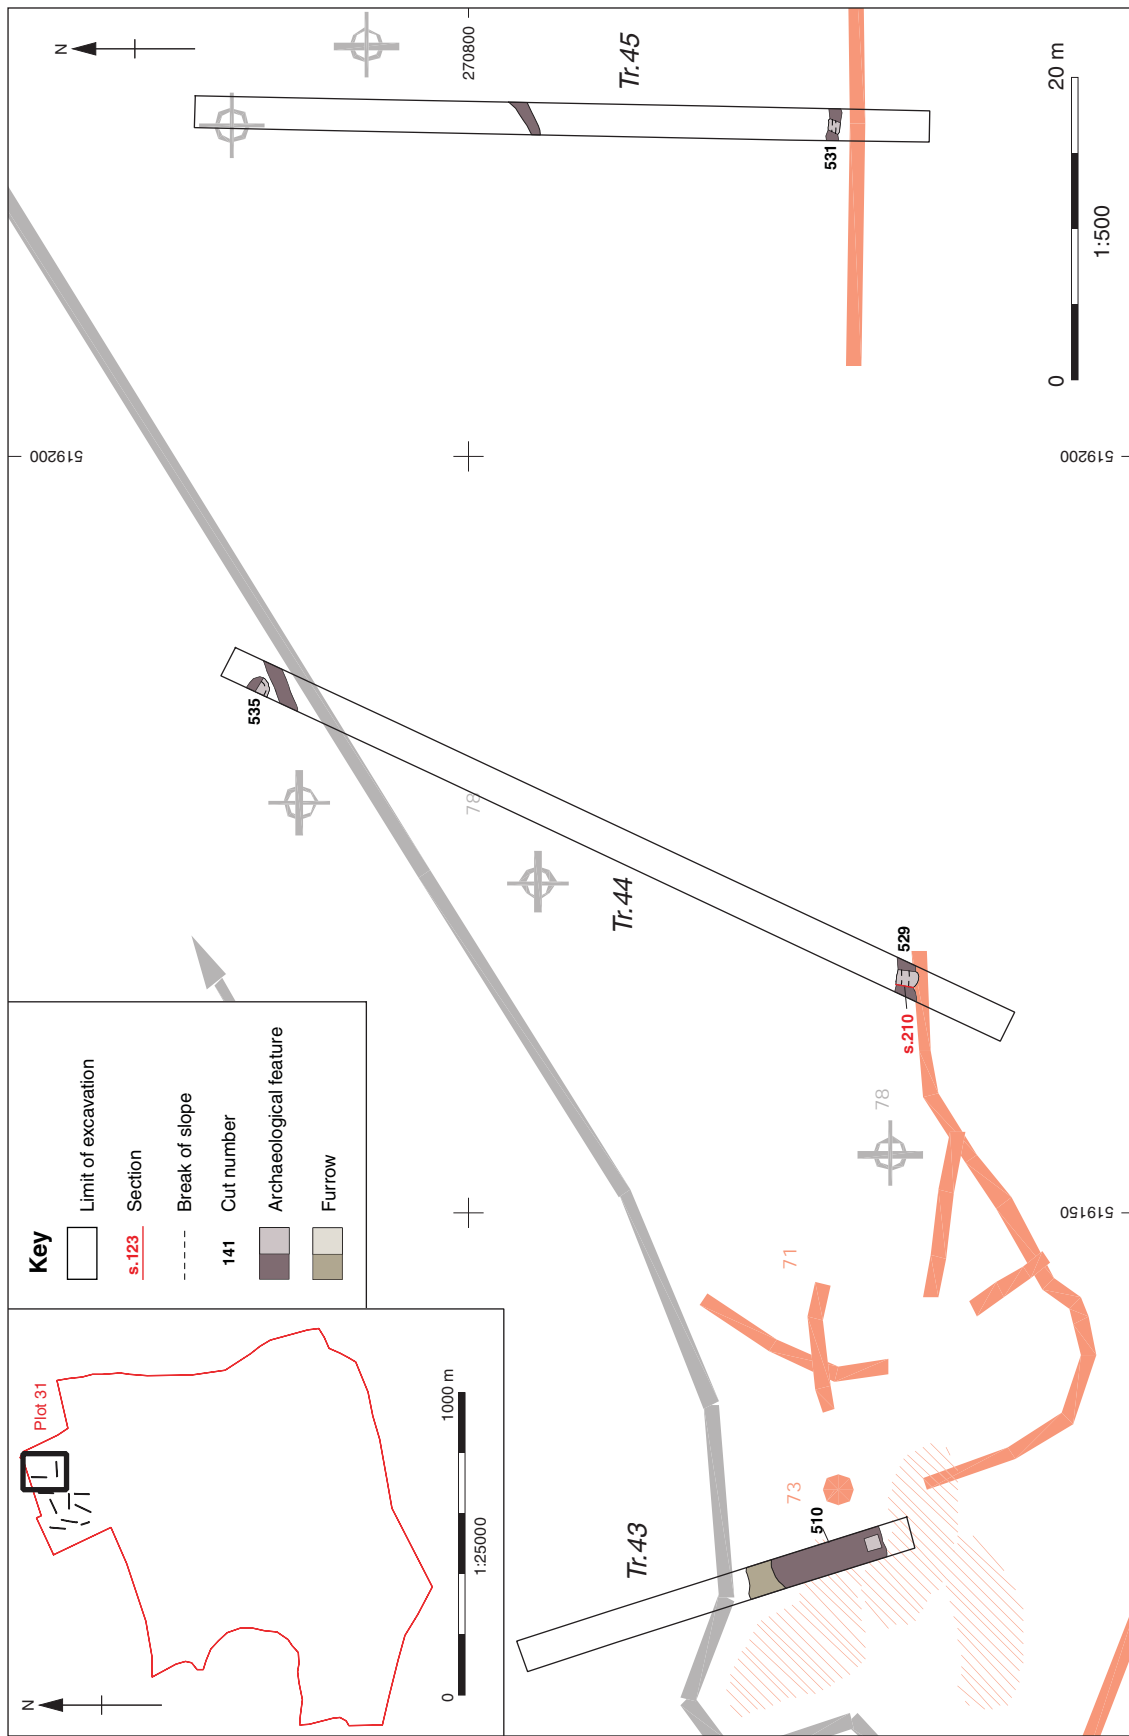 N
Plot 31
0
1000 m
1:25000
Key
Limit of excavation
s.123
Section
Break of slope
141
Cut number
Archaeological feature
Furrow
N
270800
519200
519200
519150
Tr.45
531
0
20 m
1:500
535
78
Tr.44
529
s.210
78
71
73
510
Tr.43